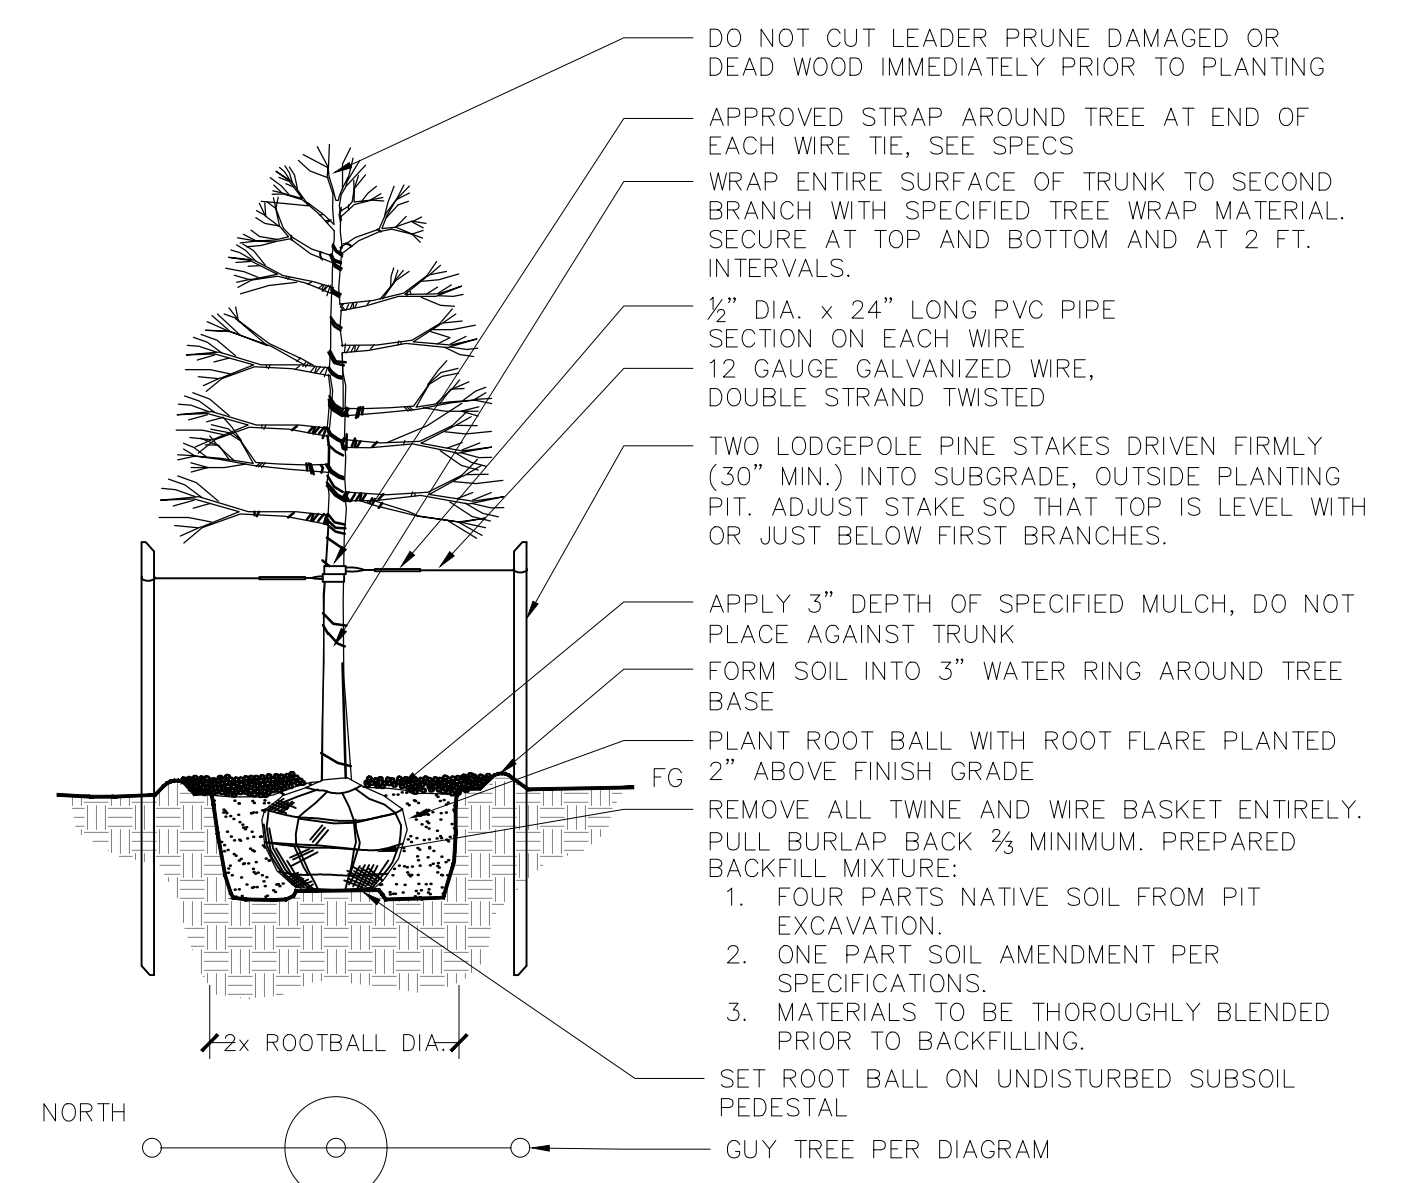 DO NOT CUT LEADER PRUNE DAMAGED OR
DEAD WOOD IMMEDIATELY PRIOR TO PLANTING
APPROVED STRAP AROUND TREE AT END OF
EACH WIRE TIE, SEE SPECS
WRAP ENTIRE SURFACE OF TRUNK TO SECOND
BRANCH WITH SPECIFIED TREE WRAP MATERIAL.
SECURE AT TOP AND BOTTOM AND AT 2 FT.
INTERVALS.
½" DIA. x 24" LONG PVC PIPE
SECTION ON EACH WIRE
12 GAUGE GALVANIZED WIRE,
DOUBLE STRAND TWISTED
TWO LODGEPOLE PINE STAKES DRIVEN FIRMLY
(30" MIN.) INTO SUBGRADE, OUTSIDE PLANTING
PIT. ADJUST STAKE SO THAT TOP IS LEVEL WITH
OR JUST BELOW FIRST BRANCHES.
APPLY 3" DEPTH OF SPECIFIED MULCH, DO NOT
PLACE AGAINST TRUNK
FORM SOIL INTO 3" WATER RING AROUND TREE
BASE
PLANT ROOT BALL WITH ROOT FLARE PLANTED
2" ABOVE FINISH GRADE
FG
REMOVE ALL TWINE AND WIRE BASKET ENTIRELY.
PULL BURLAP BACK ⅔ MINIMUM. PREPARED
BACKFILL MIXTURE:
1. FOUR PARTS NATIVE SOIL FROM PIT
EXCAVATION.
2. ONE PART SOIL AMENDMENT PER
SPECIFICATIONS.
3. MATERIALS TO BE THOROUGHLY BLENDED
PRIOR TO BACKFILLING.
2x ROOTBALL DIA.
SET ROOT BALL ON UNDISTURBED SUBSOIL
PEDESTAL
NORTH
GUY TREE PER DIAGRAM